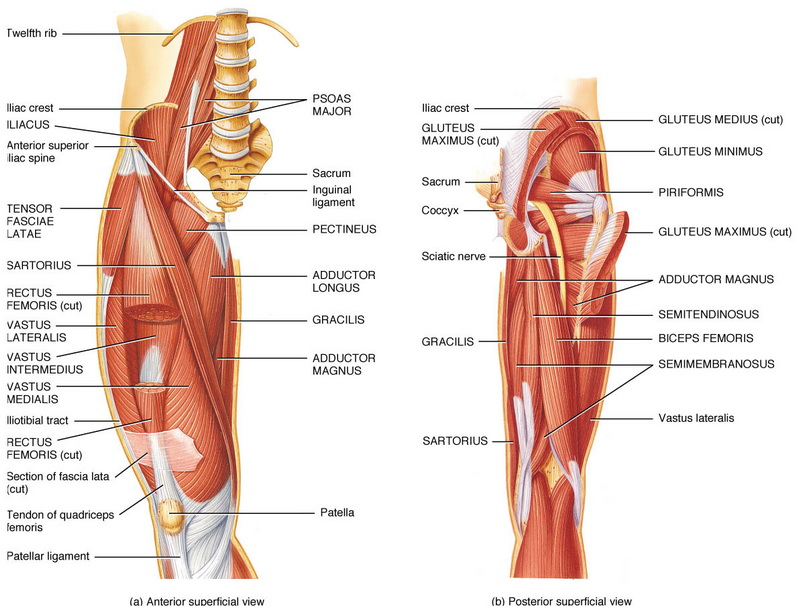 Twelfth rib
Iliac crest
ILIACUS
Anterior superior
iliac spine
TENSOR
FASCIAE
LATAE
SARTORIUS
RECTUS
FEMORIS (cut)
VASTUS
LATERALIS
VASTUS
INTERMEDIUS
VASTUS
MEDIALIS
Iliotibial tract
RECTUS
FEMORIS (cut)
Section of fascia lata
(cut)
Tendon of quadriceps
femoris
Patellar ligament
PSOAS
MAJOR
Sacrum
Inguinal
ligament
PECTINEUS
ADDUCTOR
LONGUS
GRACILIS
ADDUCTOR
MAGNUS
Patella
(a) Anterior superficial view
Iliac crest
GLUTEUS
MAXIMUS (cut)
Sacrum
Coccyx
Sciatic nerve
GRACILIS
SARTORIUS
GLUTEUS MEDIUS (cut)
GLUTEUS MINIMUS
PIRIFORMIS
GLUTEUS MAXIMUS (cut)
ADDUCTOR MAGNUS
SEMITENDINOSUS
BICEPS FEMORIS
SEMIMEMBRANOSUS
Vastus lateralis
(b) Posterior superficial view